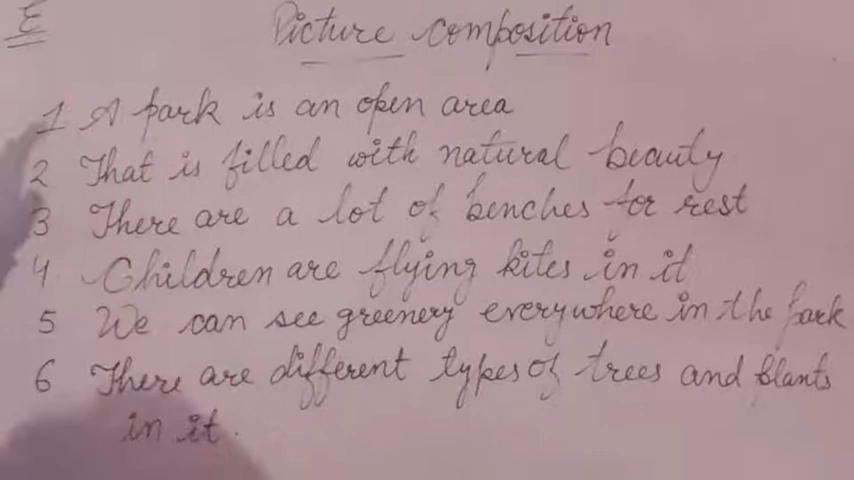 E
Picture composition
1 A park is an open area
2 That is filled with natural beauty
3 There are a lot of benches for rest
4 Children are flying kites in it
5 We can see greenery everywhere in the park
6 There are different types of trees and plants
in it.